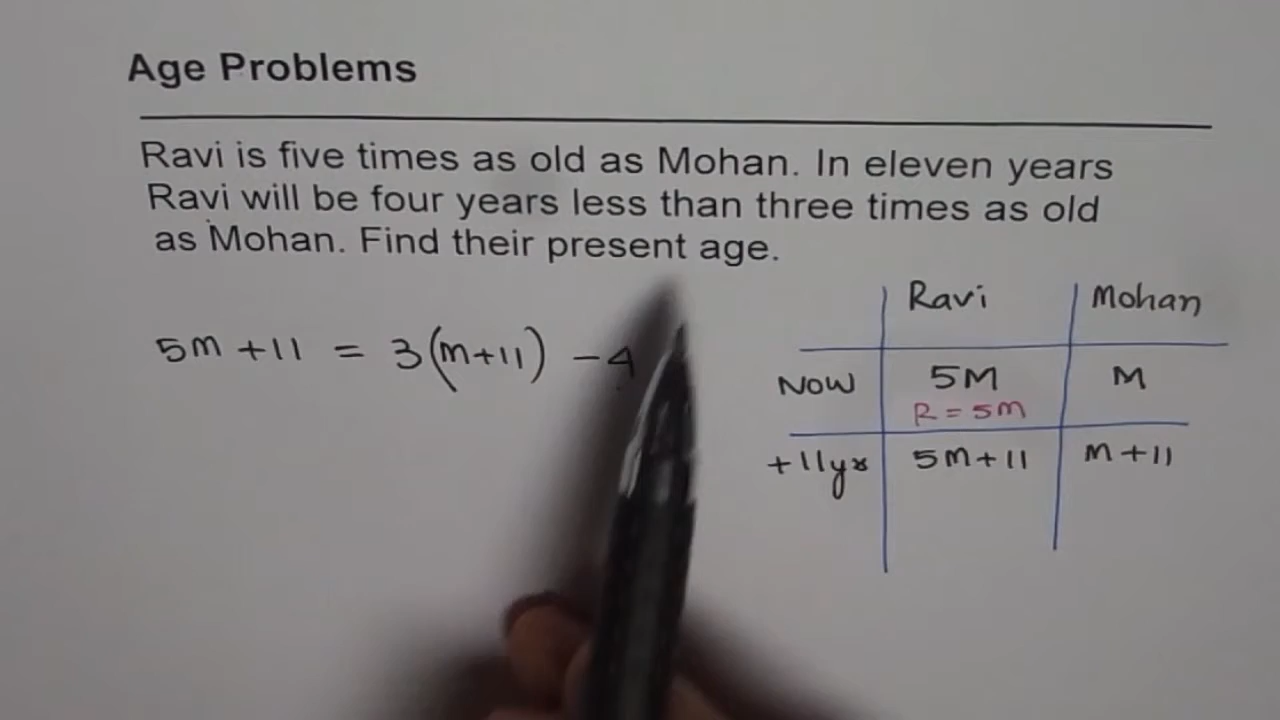 Age Problems
Ravi is five times as old as Mohan. In eleven years
Ravi will be four years less than three times as old
as Mohan. Find their present age.
Ravi Mohan
5M + 11 = 3(M+11) - 4
Now 5M M
R = 5M
+11yr 5M+11 M+11